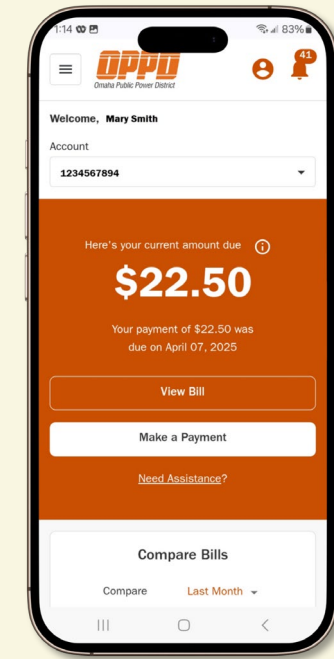 1:14
83%
41
OPPD
Omaha Public Power District
Welcome, Mary Smith
Account
1234567894
Here's your current amount due
$22.50
Your payment of $22.50 was
due on April 07, 2025
View Bill
Make a Payment
Need Assistance?
Compare Bills
Compare Last Month